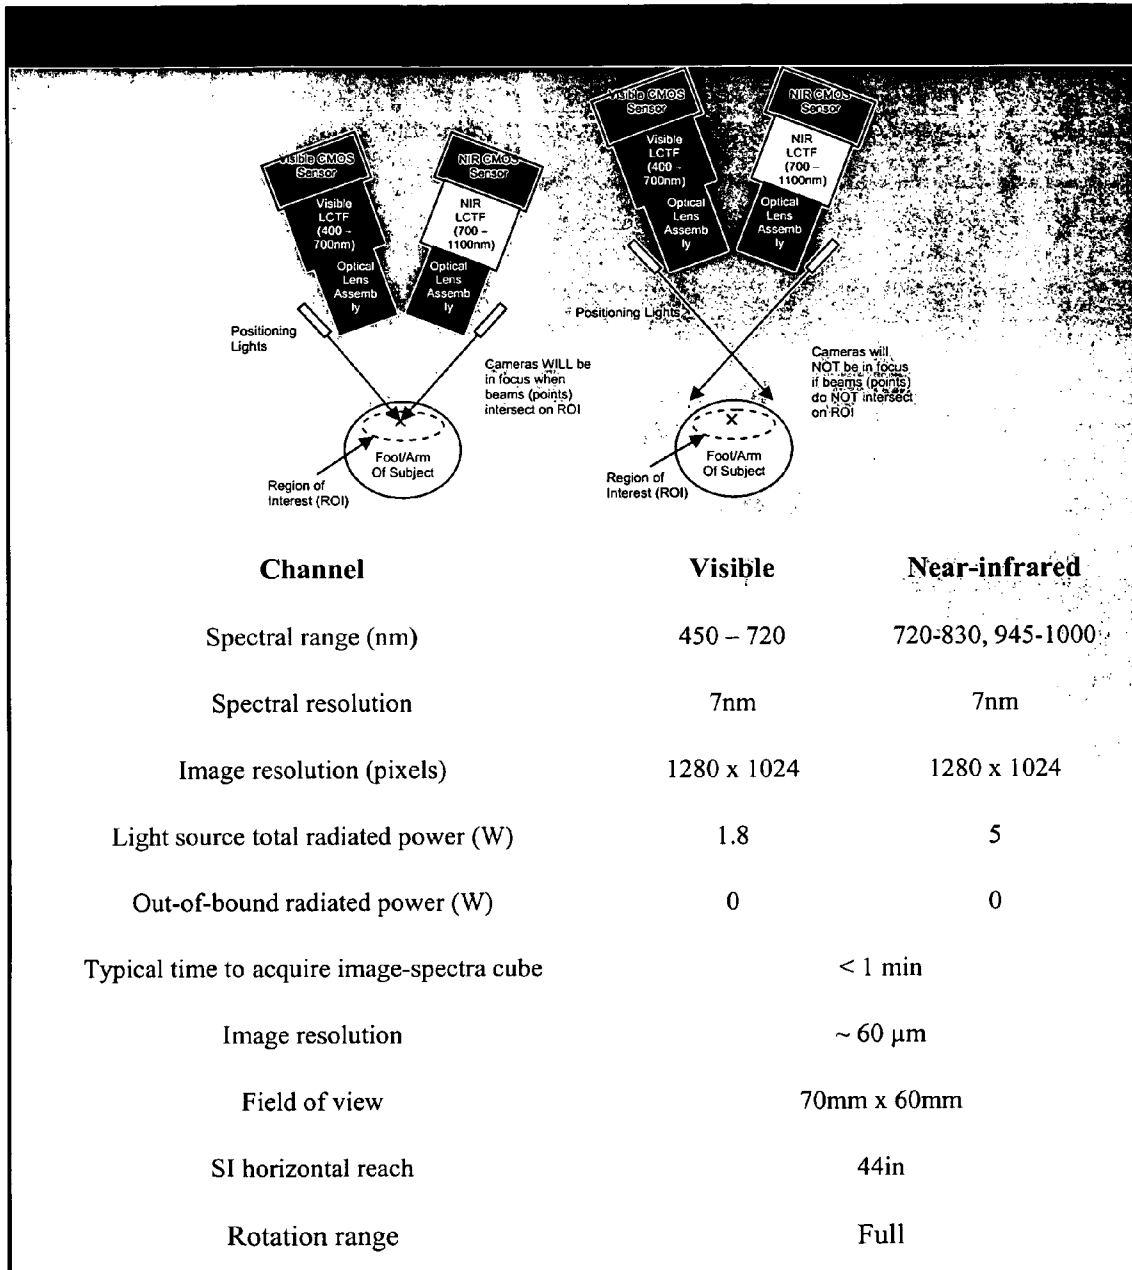 Visible CMOS
Sensor
Visible
LCTF
(400 –
700nm)
Optical
Lens
Assemb
ly
NIR CMOS
Sensor
NIR
LCTF
(700 –
1100nm)
Optical
Lens
Assemb
ly
Positioning
Lights
Cameras WILL be
in focus when
beams (points)
intersect on ROI
X
Foot/Arm
Of Subject
Region of
Interest (ROI)
Visible CMOS
Sensor
Visible
LCTF
(400 –
700nm)
Optical
Lens
Assemb
ly
NIR CMOS
Sensor
NIR
LCTF
(700 –
1100nm)
Optical
Lens
Assemb
ly
Positioning Lights
Cameras will
NOT be in focus
if beams (points)
do NOT intersect
on ROI
X
Foot/Arm
Of Subject
Region of
Interest (ROI)
Channel Visible Near-infrared
Spectral range (nm) 450 – 720 720-830, 945-1000
Spectral resolution 7nm 7nm
Image resolution (pixels) 1280 x 1024 1280 x 1024
Light source total radiated power (W) 1.8 5
Out-of-bound radiated power (W) 0 0
Typical time to acquire image-spectra cube < 1 min
Image resolution ~ 60 μm
Field of view 70mm x 60mm
SI horizontal reach 44in
Rotation range Full